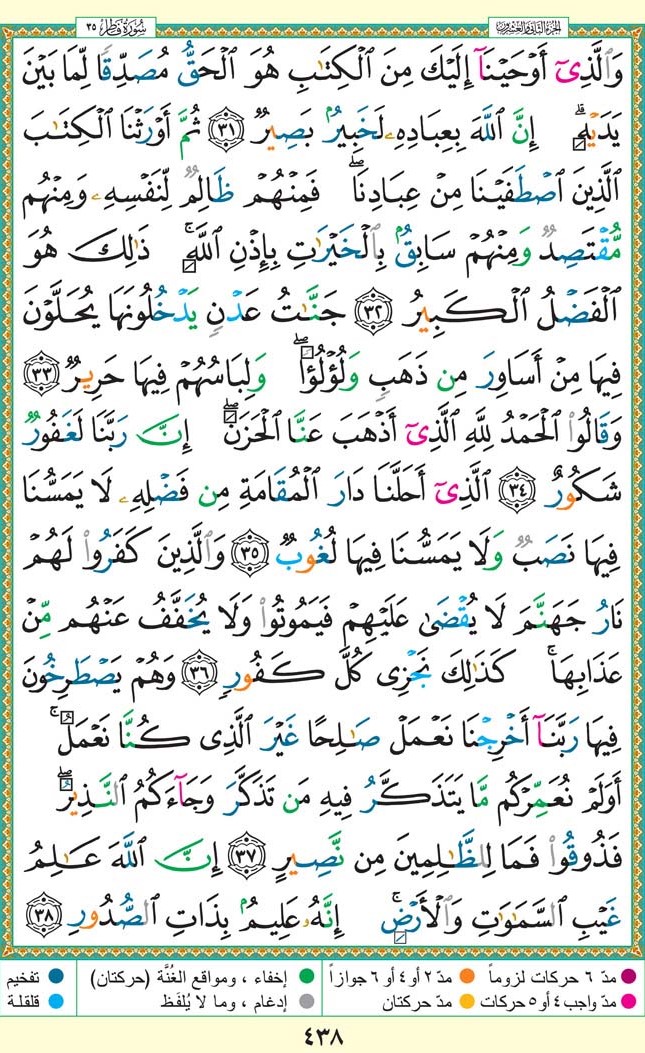 الجزء الثاني والعشرون
سُورَةُ فَاطِر ٣٥
وَٱلَّذِىٓ أَوْحَيْنَآ إِلَيْكَ مِنَ ٱلْكِتَٰبِ هُوَ ٱلْحَقُّ مُصَدِّقًا لِّمَا بَيْنَ
يَدَيْهِۗ إِنَّ ٱللَّهَ بِعِبَادِهِۦ لَخَبِيرٌۢ بَصِيرٌ ٣١ ثُمَّ أَوْرَثْنَا ٱلْكِتَٰبَ
ٱلَّذِينَ ٱصْطَفَيْنَا مِنْ عِبَادِنَاۖ فَمِنْهُمْ ظَالِمٌ لِّنَفْسِهِۦ وَمِنْهُم
مُّقْتَصِدٌ وَمِنْهُمْ سَابِقٌۢ بِٱلْخَيْرَٰتِ بِإِذْنِ ٱللَّهِۚ ذَٰلِكَ هُوَ
ٱلْفَضْلُ ٱلْكَبِيرُ ٣٢ جَنَّٰتُ عَدْنٍ يَدْخُلُونَهَا يُحَلَّوْنَ
فِيهَا مِنْ أَسَاوِرَ مِن ذَهَبٍ وَلُؤْلُؤًاۖ وَلِبَاسُهُمْ فِيهَا حَرِيرٌ ٣٣
وَقَالُوا۟ ٱلْحَمْدُ لِلَّهِ ٱلَّذِىٓ أَذْهَبَ عَنَّا ٱلْحَزَنَۖ إِنَّ رَبَّنَا لَغَفُورٌ
شَكُورٌ ٣٤ ٱلَّذِىٓ أَحَلَّنَا دَارَ ٱلْمُقَامَةِ مِن فَضْلِهِۦ لَا يَمَسُّنَا
فِيهَا نَصَبٌ وَلَا يَمَسُّنَا فِيهَا لُغُوبٌ ٣٥ وَٱلَّذِينَ كَفَرُوا۟ لَهُمْ
نَارُ جَهَنَّمَ لَا يُقْضَىٰ عَلَيْهِمْ فَيَمُوتُوا۟ وَلَا يُخَفَّفُ عَنْهُم مِّنْ
عَذَابِهَاۚ كَذَٰلِكَ نَجْزِى كُلَّ كَفُورٍ ٣٦ وَهُمْ يَصْطَرِخُونَ
فِيهَا رَبَّنَآ أَخْرِجْنَا نَعْمَلْ صَٰلِحًا غَيْرَ ٱلَّذِى كُنَّا نَعْمَلُۚ
أَوَلَمْ نُعَمِّرْكُم مَّا يَتَذَكَّرُ فِيهِ مَن تَذَكَّرَ وَجَآءَكُمُ ٱلنَّذِيرُۖ
فَذُوقُوا۟ فَمَا لِلظَّٰلِمِينَ مِن نَّصِيرٍ ٣٧ إِنَّ ٱللَّهَ عَٰلِمُ
غَيْبِ ٱلسَّمَٰوَٰتِ وَٱلْأَرْضِۚ إِنَّهُۥ عَلِيمٌۢ بِذَاتِ ٱلصُّدُورِ ٣٨
مدّ ٦ حركات لزوماً مدّ ٢ أو ٤ أو ٦ جوازاً إخفاء ، ومواقع الغُنَّة (حركتان) تفخيم
مدّ واجب ٤ أو ٥ حركات مدّ حركتان إدغام ، وما لا يُلفَظ قلقلة
٤٣٨